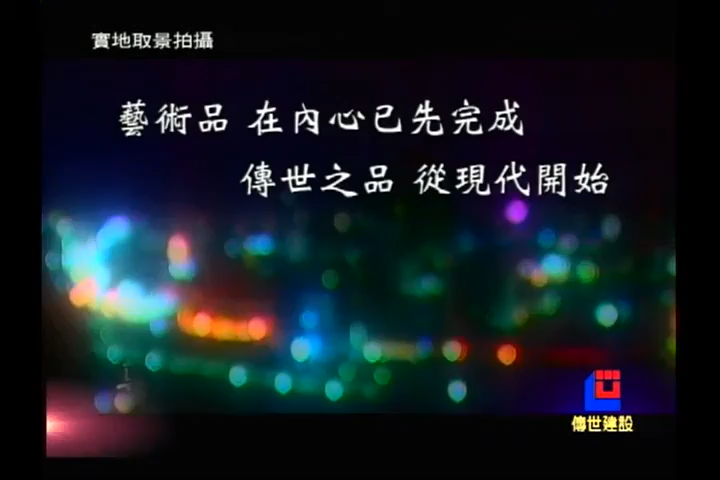 實地取景拍攝
藝術品 在內心已先完成
傳世之品 從現代開始
傳世建設